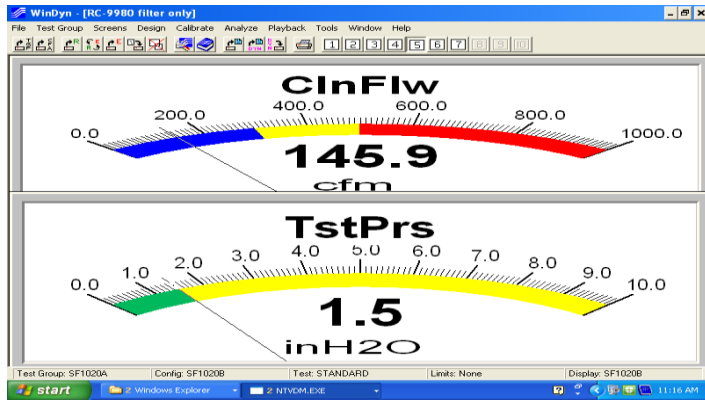 WinDyn - [RC-9980 filter only]
File Test Group Screens Design Calibrate Analyze Playback Tools Window Help
1 2 3 4 5 6 7 8 9 10
ClnFlw
0.0 200.0 400.0 600.0 800.0 1000.0
145.9
cfm
TstPrs
0.0 1.0 2.0 3.0 4.0 5.0 6.0 7.0 8.0 9.0 10.0
1.5
inH2O
Test Group: SF1020A Config: SF1020B Test: STANDARD Limits: None Display: SF1020B
start 2 Windows Explorer 2 NTVDM.EXE 11:16 AM